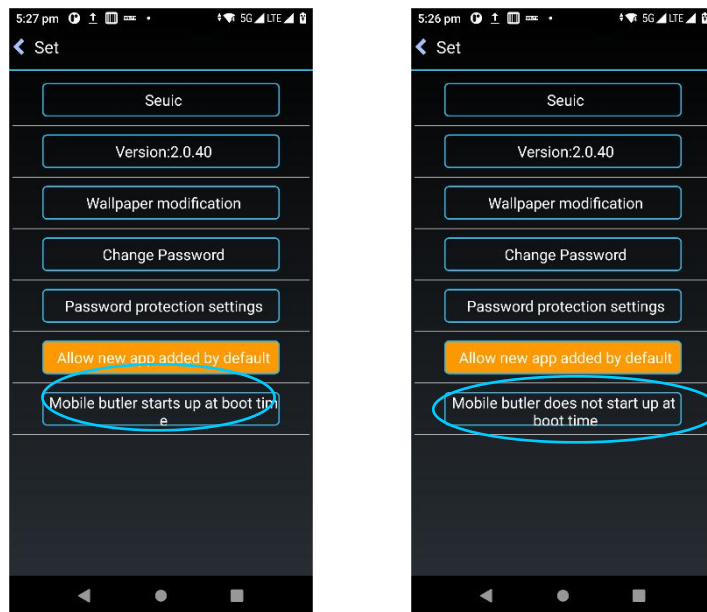 5:27 pm
5G LTE
Set
Seuic
Version:2.0.40
Wallpaper modification
Change Password
Password protection settings
Allow new app added by default
Mobile butler starts up at boot tim
e
5:26 pm
5G LTE
Set
Seuic
Version:2.0.40
Wallpaper modification
Change Password
Password protection settings
Allow new app added by default
Mobile butler does not start up at
boot time